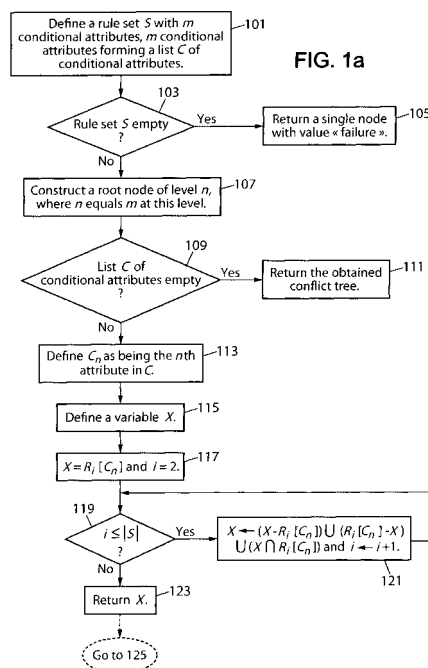 Define a rule set S with m
conditional attributes, m conditional
attributes forming a list C of
conditional attributes.
101
FIG. 1a
103
Rule set S empty
?
Yes
No
Return a single node
with value « failure ».
105
Construct a root node of level n,
where n equals m at this level.
107
109
List C of
conditional attributes empty
?
Yes
No
Return the obtained
conflict tree.
111
Define Cn as being the nth
attribute in C.
113
Define a variable X.
115
X = Ri [Cn] and i = 2.
117
119
i ≤ |S|
?
Yes
No
X ← (X-Ri [Cn]) ⋃ (Ri [Cn] -X)
⋃ (X ⋂ Ri [Cn]) and i ← i+1.
121
Return X.
123
Go to 125